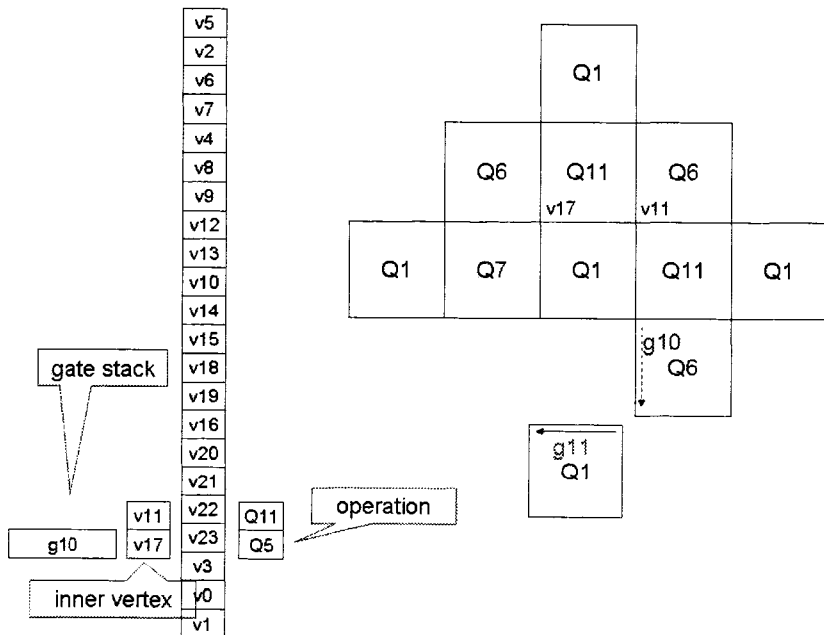 v5
v2
v6
v7
v4
v8
v9
v12
v13
v10
v14
v15
v18
v19
v16
v20
v21
v22
v23
v3
v0
v1
gate stack
g10
v11
v17
inner vertex
Q11
Q5
operation
Q1
Q6 Q11 Q6
v17 v11
Q1 Q7 Q1 Q11 Q1
g10
Q6
g11
Q1